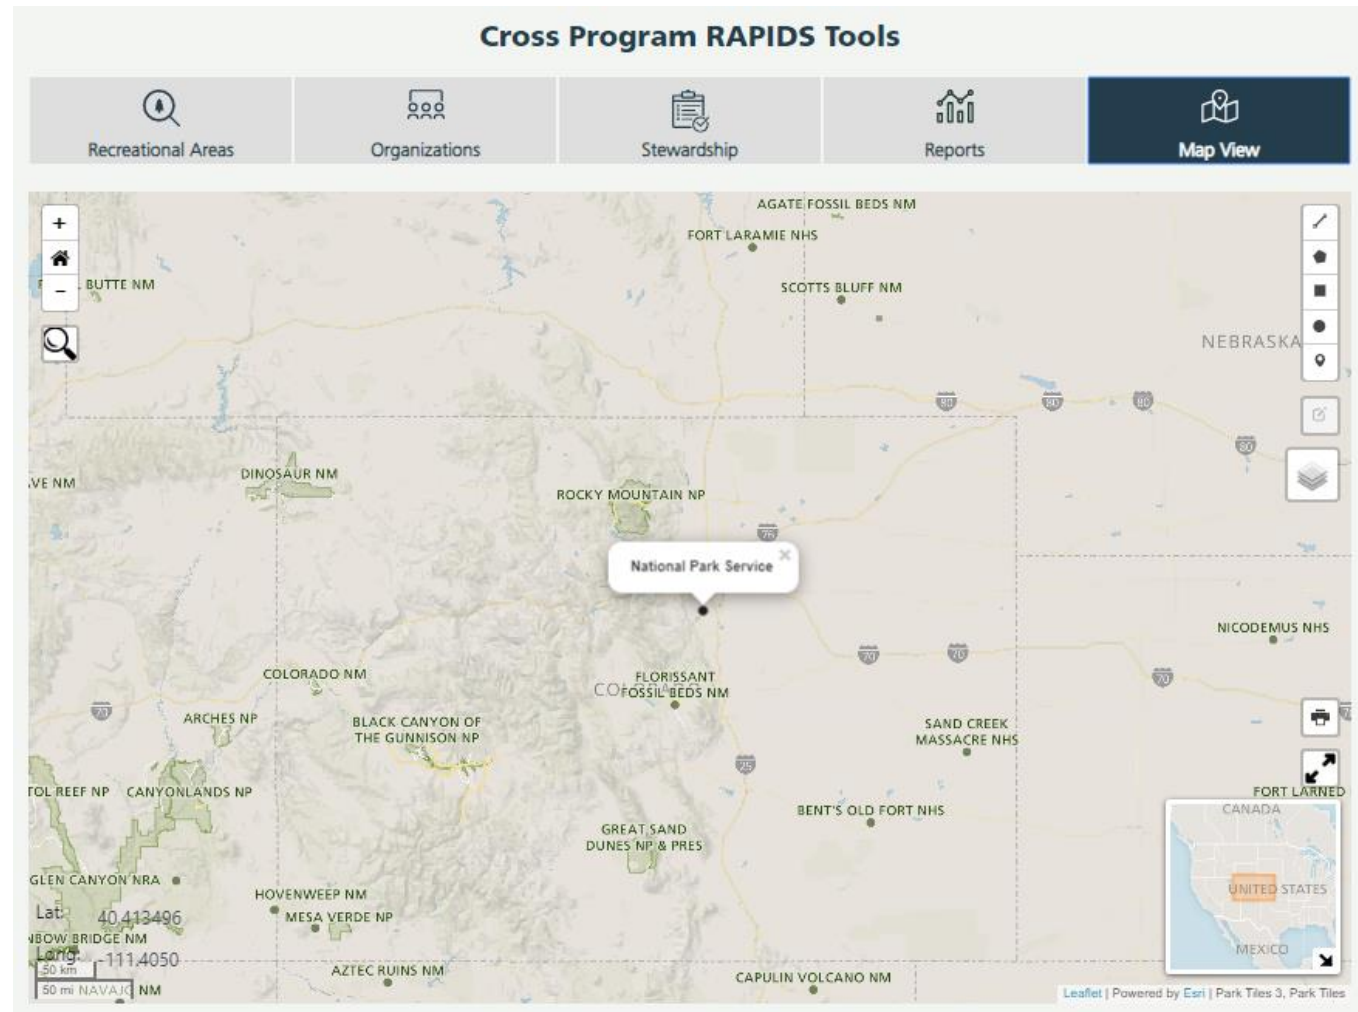 Cross Program RAPIDS Tools
Recreational Areas
Organizations
Stewardship
Reports
Map View
AGATE FOSSIL BEDS NM
FORT LARAMIE NHS
BUTTE NM
SCOTTS BLUFF NM
NEBRASKA
80
80
80
80
DINOSAUR NM
VE NM
ROCKY MOUNTAIN NP
76
National Park Service
NICODEMUS NHS
70
70
70
COLORADO NM
FLORISSANT
FOSSIL BEDS NM
70
ARCHES NP
BLACK CANYON OF
THE GUNNISON NP
SAND CREEK
MASSACRE NHS
25
TOL REEF NP
CANYONLANDS NP
FORT LARNED
BENT'S OLD FORT NHS
CANADA
GREAT SAND
DUNES NP & PRES
GLEN CANYON NRA
UNITED STATES
HOVENWEEP NM
Lat:
40.413496
MESA VERDE NP
NBOW BRIDGE NM
Long:
-111.4050
MEXICO
50 km
AZTEC RUINS NM
CAPULIN VOLCANO NM
50 mi
NAVAJO NM
Leaflet | Powered by Esri | Park Tiles 3, Park Tiles